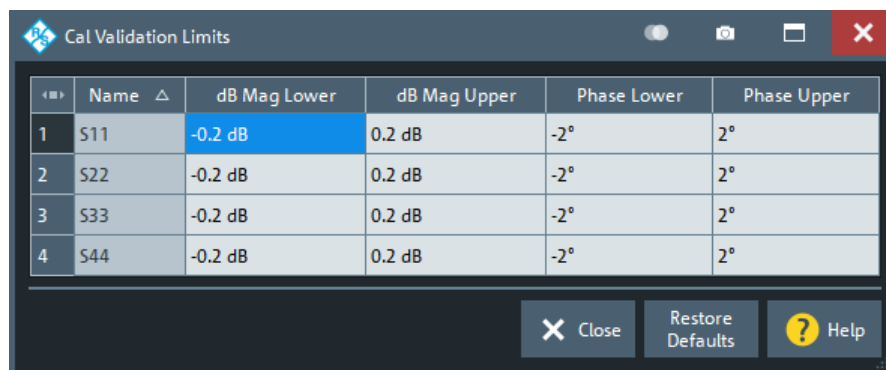 R&S Cal Validation Limits
Name dB Mag Lower dB Mag Upper Phase Lower Phase Upper
1 S11 -0.2 dB 0.2 dB -2° 2°
2 S22 -0.2 dB 0.2 dB -2° 2°
3 S33 -0.2 dB 0.2 dB -2° 2°
4 S44 -0.2 dB 0.2 dB -2° 2°
Close Restore Defaults ? Help